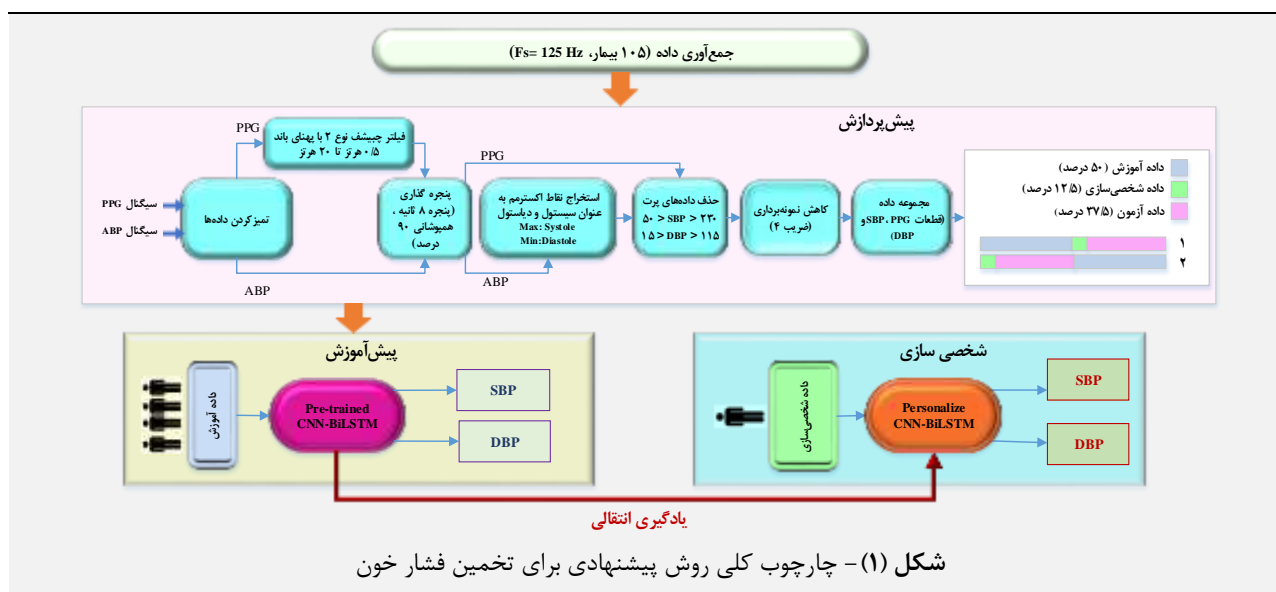 جمع‌آوری داده (۱۰۵ بیمار، Fs= 125 Hz)
پیش‌پردازش
سیگنال PPG
سیگنال ABP
تمیزکردن داده‌ها
PPG
فیلتر چبیشف نوع ۲ با پهنای باند
۰/۵ هرتز تا ۲۰ هرتز
ABP
پنجره گذاری
(پنجره ۸ ثانیه ،
همپوشانی ۹۰
درصد)
PPG
ABP
استخراج نقاط اکسترمم به
عنوان سیستول و دیاستول
Max: Systole
Min:Diastole
حذف داده‌های پرت
۵۰ > SBP > ۲۳۰
۱۵ > DBP > ۱۱۵
کاهش نمونه‌برداری
(ضریب ۴)
مجموعه داده
(قطعات SBP، PPGو
DBP)
داده آموزش (۵۰ درصد)
داده شخصی‌سازی (۱۲/۵ درصد)
داده آزمون (۳۷/۵ درصد)
۱
۲
پیش‌آموزش
داده آموزش
Pre-trained
CNN-BiLSTM
SBP
DBP
شخصی سازی
داده شخصی‌سازی
Personalize
CNN-BiLSTM
SBP
DBP
یادگیری انتقالی
شکل (۱)- چارچوب کلی روش پیشنهادی برای تخمین فشار خون